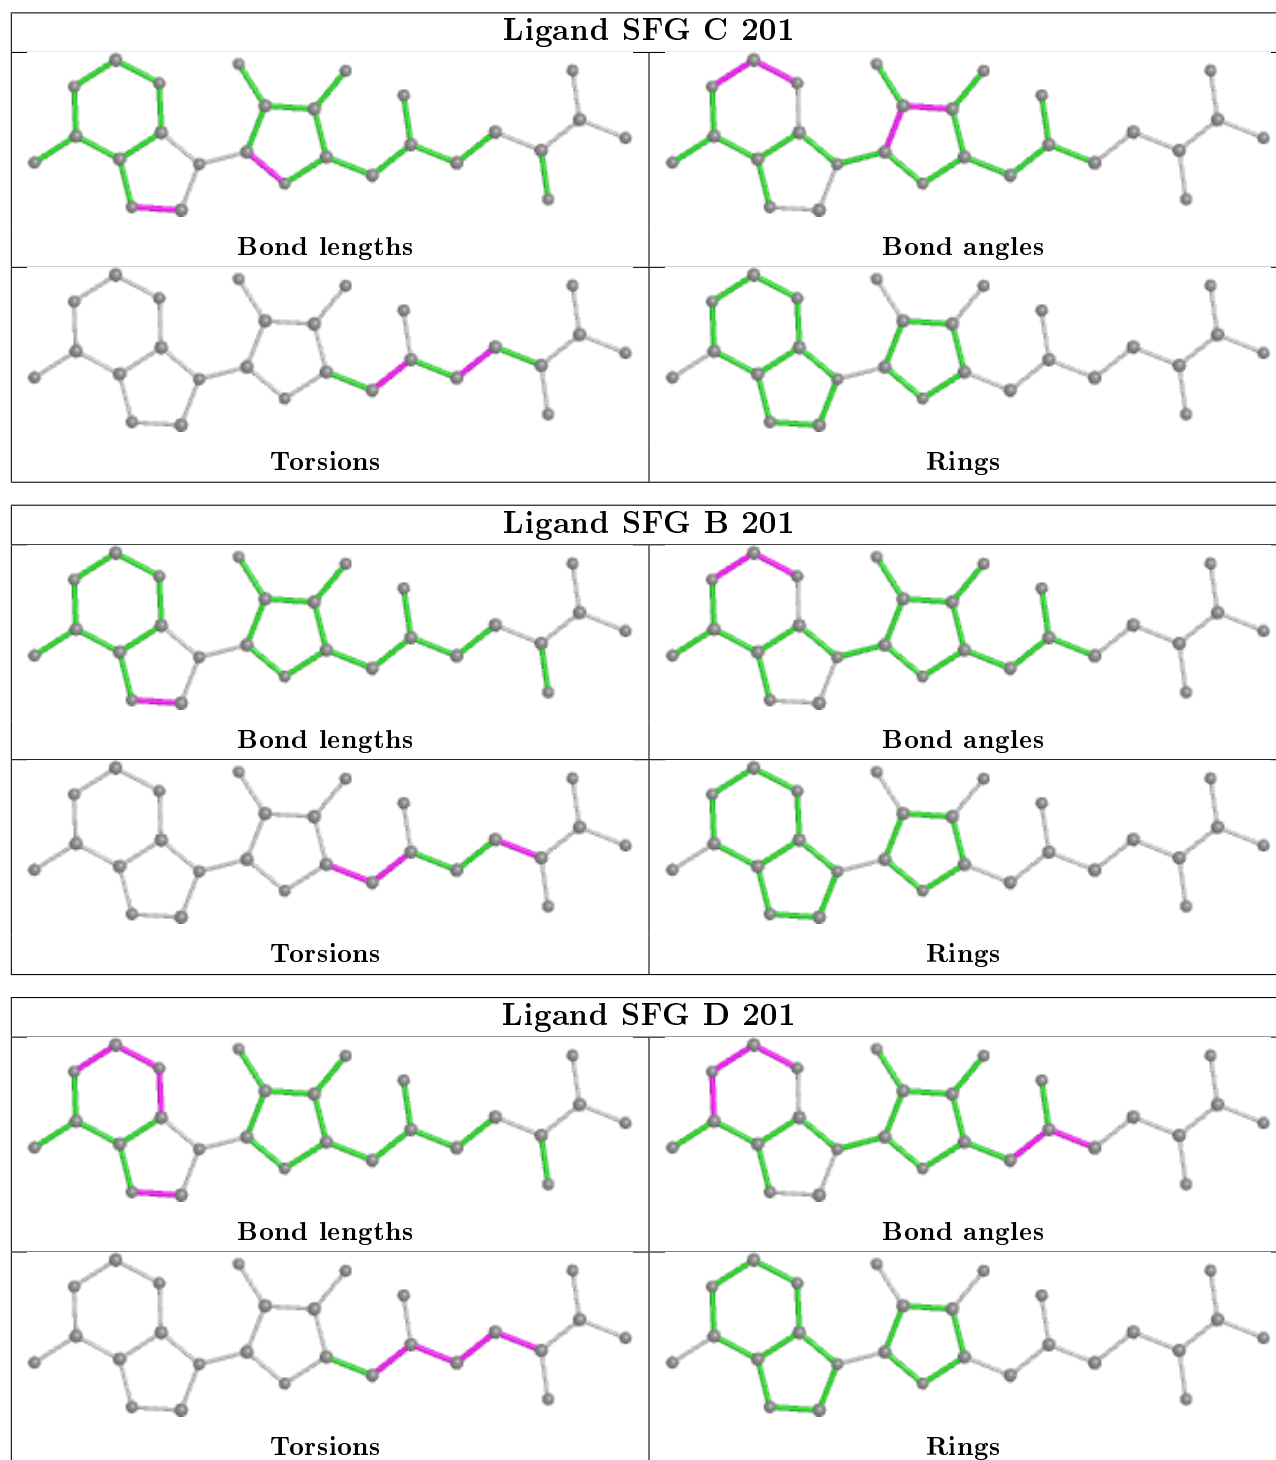 Ligand SFG C 201
Bond lengths
Bond angles
Torsions
Rings
Ligand SFG B 201
Bond lengths
Bond angles
Torsions
Rings
Ligand SFG D 201
Bond lengths
Bond angles
Torsions
Rings